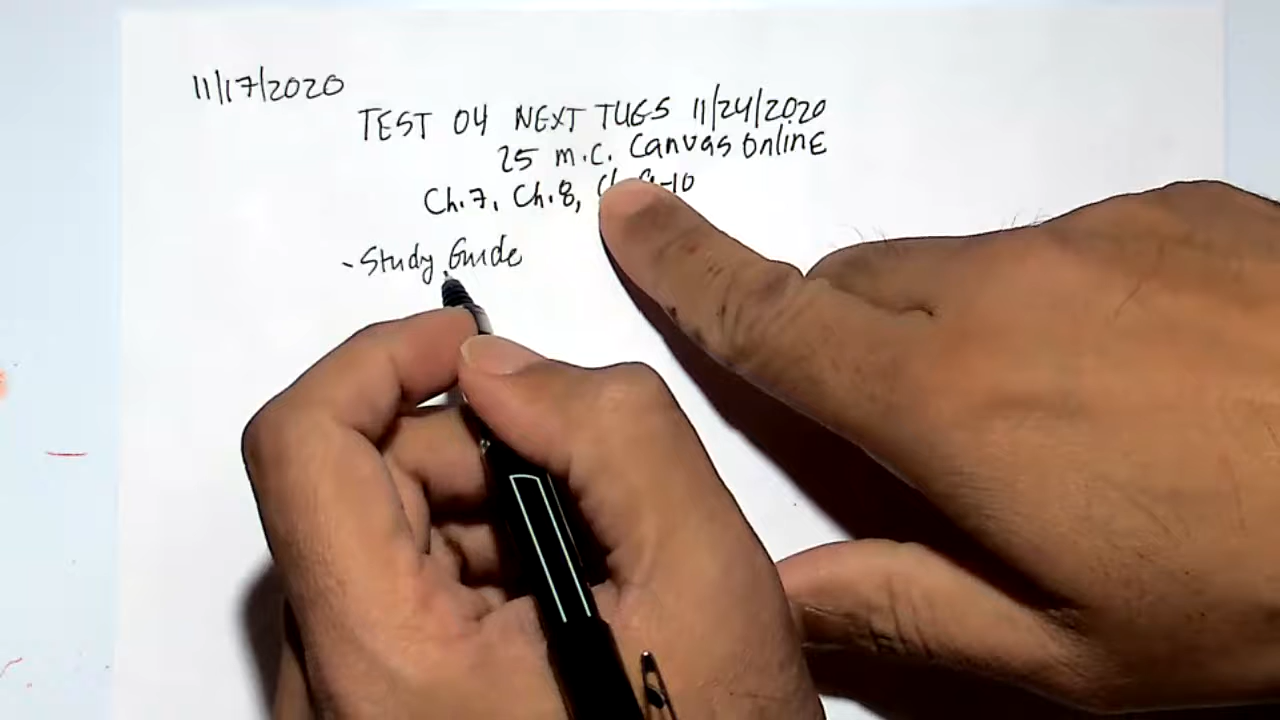 11/17/2020
TEST 04 NEXT TUES 11/24/2020
25 m.C. Canvas Online
Ch.7, Ch.8,
- Study Guide